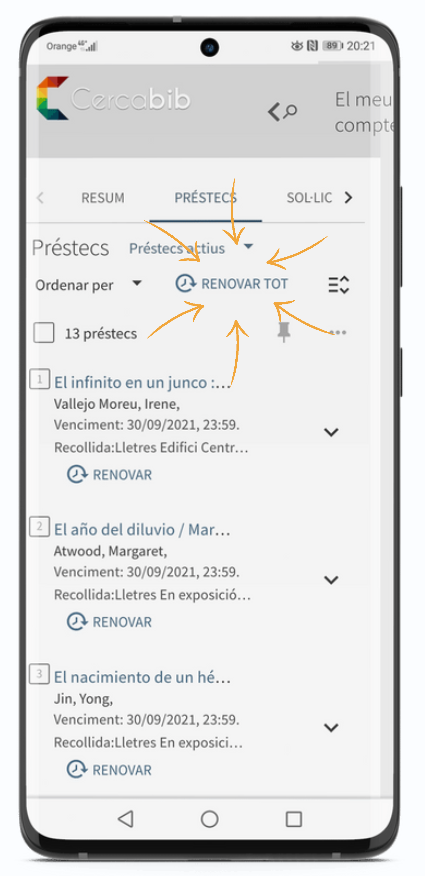 Orange 4G 89 20:21
Cercabib
El meu
compte
RESUM PRÉSTECS SOL·LIC
Préstecs Préstecs actius
Ordenar per RENOVAR TOT
13 préstecs
1 El infinito en un junco :...
Vallejo Moreu, Irene,
Venciment: 30/09/2021, 23:59.
Recollida:Lletres Edifici Centr...
RENOVAR
2 El año del diluvio / Mar...
Atwood, Margaret,
Venciment: 30/09/2021, 23:59.
Recollida:Lletres En exposició...
RENOVAR
3 El nacimiento de un hé...
Jin, Yong,
Venciment: 30/09/2021, 23:59.
Recollida:Lletres En exposici...
RENOVAR